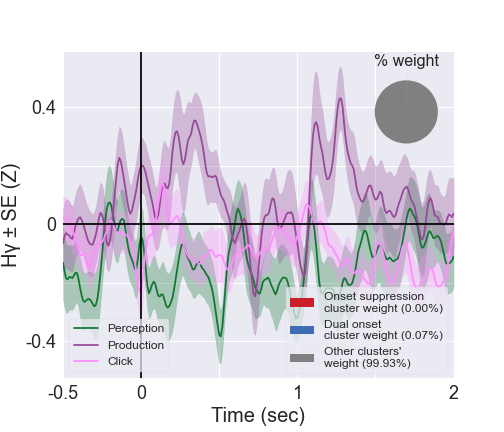 % weight
Hγ ± SE (Z)
0.4
0
-0.4
Perception
Production
Click
Onset suppression
cluster weight (0.00%)
Dual onset
cluster weight (0.07%)
Other clusters'
weight (99.93%)
-0.5
0
1
2
Time (sec)